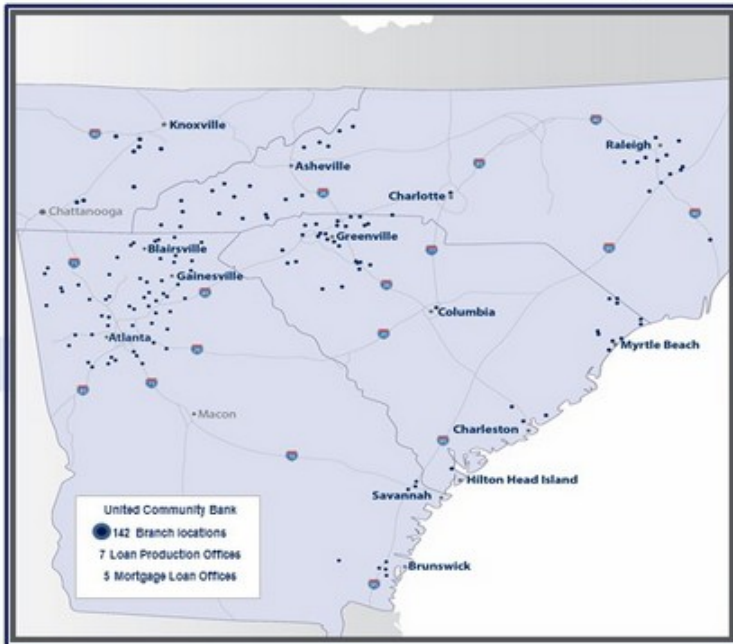 Knoxville
Raleigh
Asheville
Charlotte
Chattanooga
Greenville
Blairsville
Gainesville
Columbia
Atlanta
Myrtle Beach
Macon
Charleston
Hilton Head Island
Savannah
United Community Bank
142 Branch locations
7 Loan Production Offices
5 Mortgage Loan Offices
Brunswick